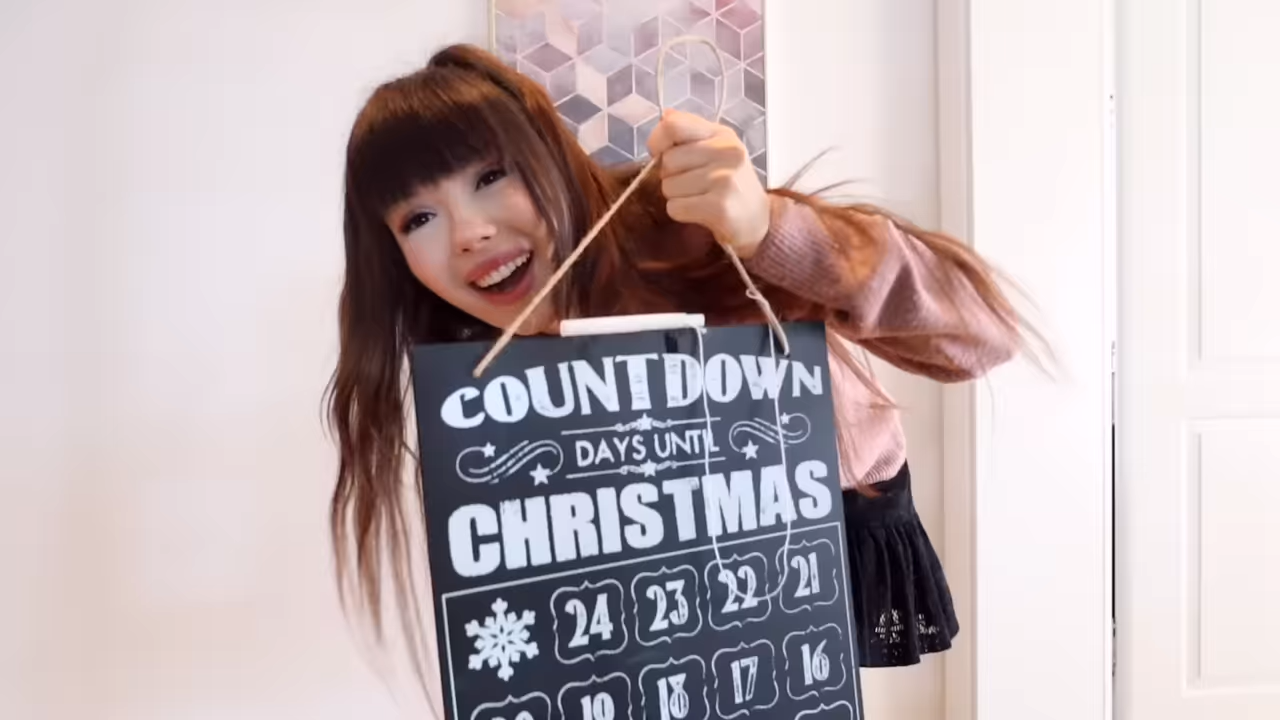 COUNTDOWN
DAYS UNTIL
CHRISTMAS
24 23 22 21
19 18 17 16